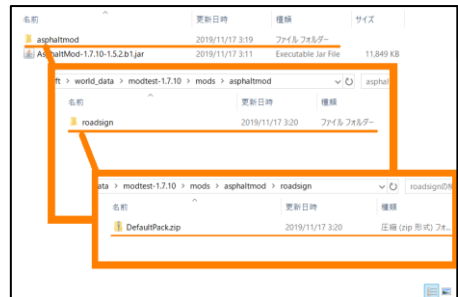 名前 更新日時 種類 サイズ
asphaltmod 2019/11/17 3:19 ファイル フォルダー
AsphaltMod-1.7.10-1.5.2.b1.jar 2019/11/17 3:11 Executable Jar File 11,849 KB
ft > world_data > modtest-1.7.10 > mods > asphaltmod asphal
名前 更新日時 種類
roadsign 2019/11/17 3:20 ファイル フォルダー
ata > modtest-1.7.10 > mods > asphaltmod > roadsign roadsignの検
名前 更新日時 種類
DefaultPack.zip 2019/11/17 3:20 圧縮 (zip 形式) フォ...